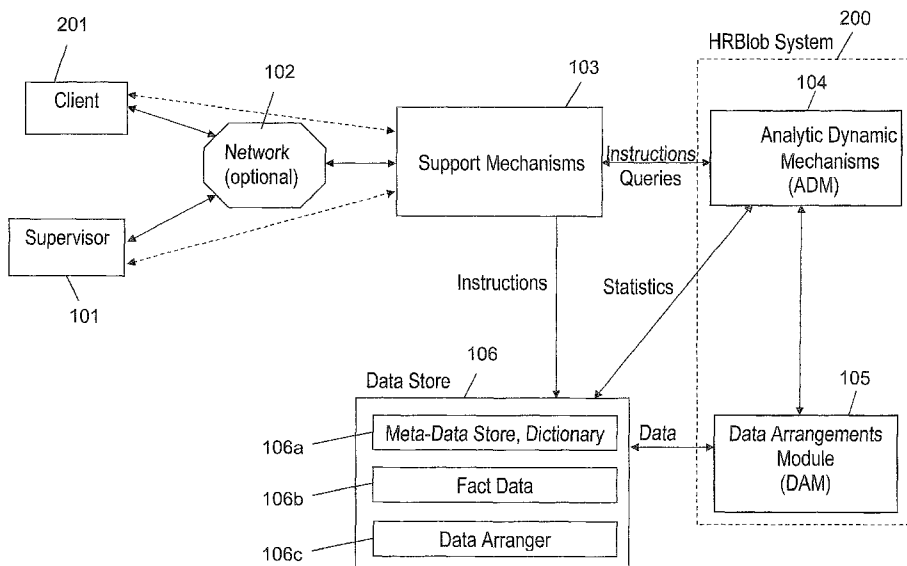 201
Client
102
Network
(optional)
Supervisor
101
103
Support Mechanisms
Instructions
Queries
200
HRBlob System
104
Analytic Dynamic
Mechanisms
(ADM)
Instructions
Statistics
106
Data Store
106a
Meta-Data Store, Dictionary
106b
Fact Data
106c
Data Arranger
Data
105
Data Arrangements
Module
(DAM)